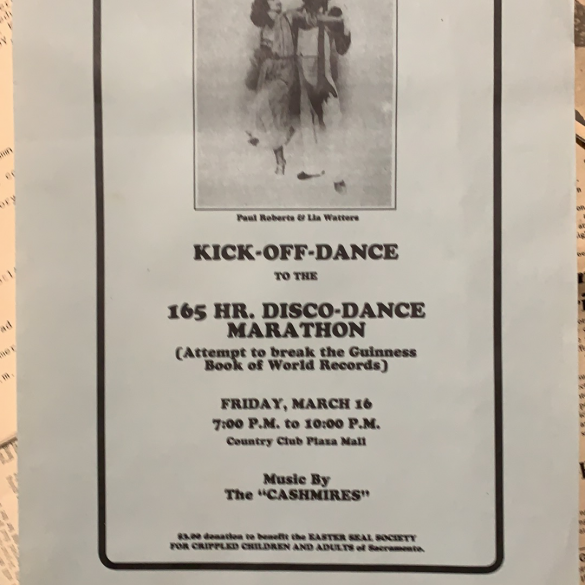 Paul Roberts & Lia Watters
KICK-OFF-DANCE
TO THE
165 HR. DISCO-DANCE
MARATHON
(Attempt to break the Guinness
Book of World Records)
FRIDAY, MARCH 16
7:00 P.M. to 10:00 P.M.
Country Club Plaza Mall
Music By
The "CASHMIRES"
$3.00 donation to benefit the EASTER SEAL SOCIETY
FOR CRIPPLED CHILDREN AND ADULTS of Sacramento.